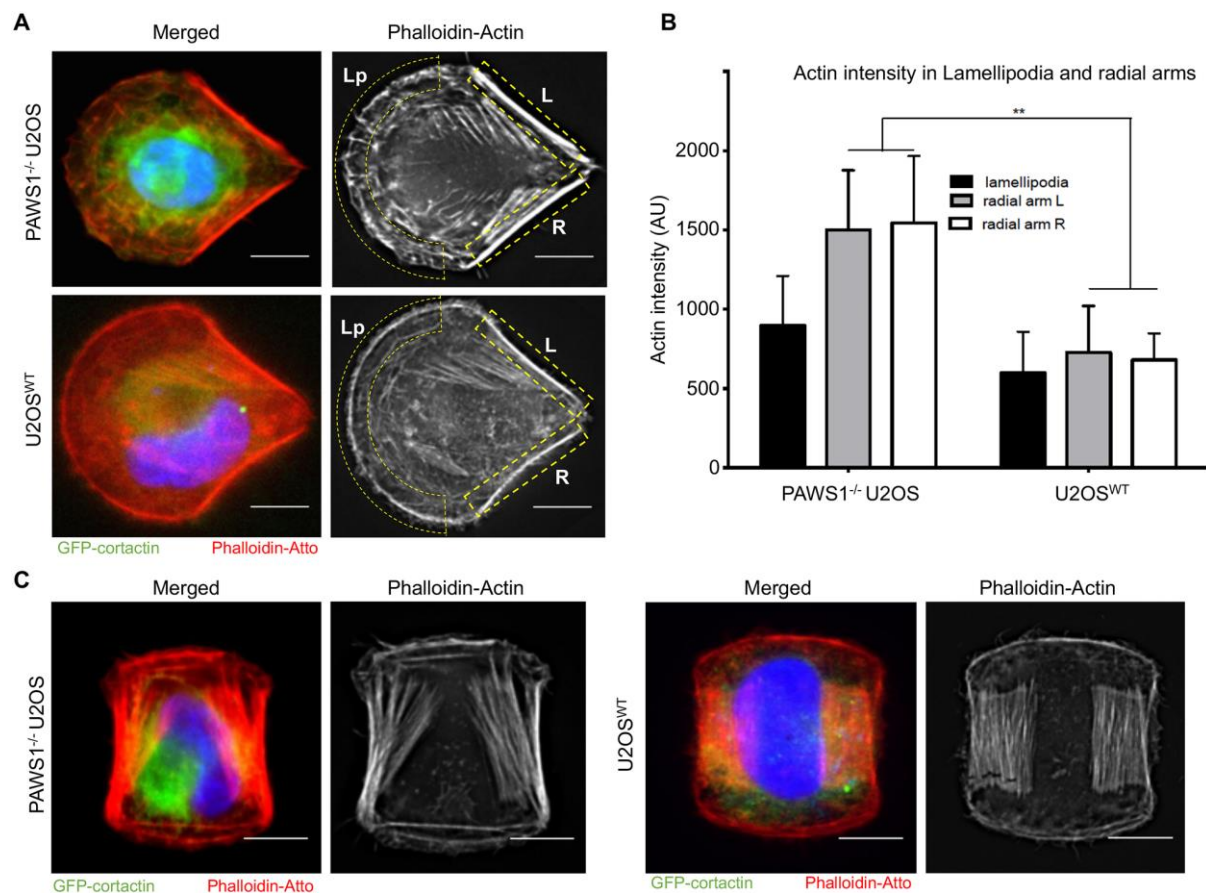 A
Merged
Phalloidin-Actin
PAWS1-/- U2OS
Lp
L
R
U2OSWT
Lp
L
R
GFP-cortactin
Phalloidin-Atto
B
Actin intensity in Lamellipodia and radial arms
**
2000
1500
1000
500
0
Actin intensity (AU)
lamellipodia
radial arm L
radial arm R
PAWS1-/- U2OS
U2OSWT
C
Merged
Phalloidin-Actin
PAWS1-/- U2OS
GFP-cortactin
Phalloidin-Atto
Merged
Phalloidin-Actin
U2OSWT
GFP-cortactin
Phalloidin-Atto